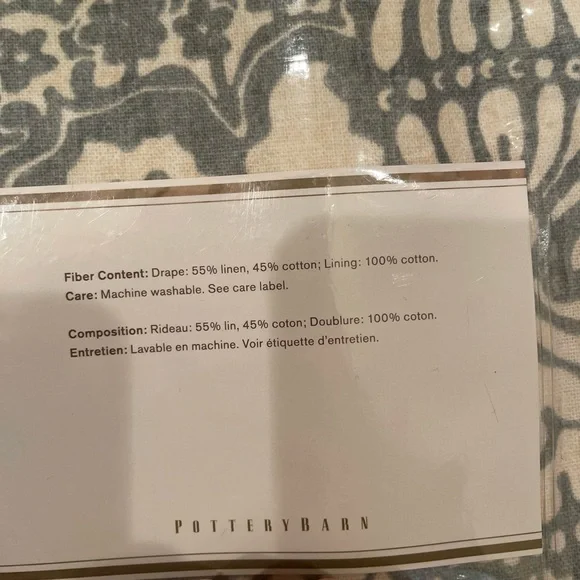 Fiber Content: Drape: 55% linen, 45% cotton; Lining: 100% cotton.
Care: Machine washable. See care label.
Composition: Rideau: 55% lin, 45% coton; Doublure: 100% coton.
Entretien: Lavable en machine. Voir étiquette d'entretien.
POTTERYBARN